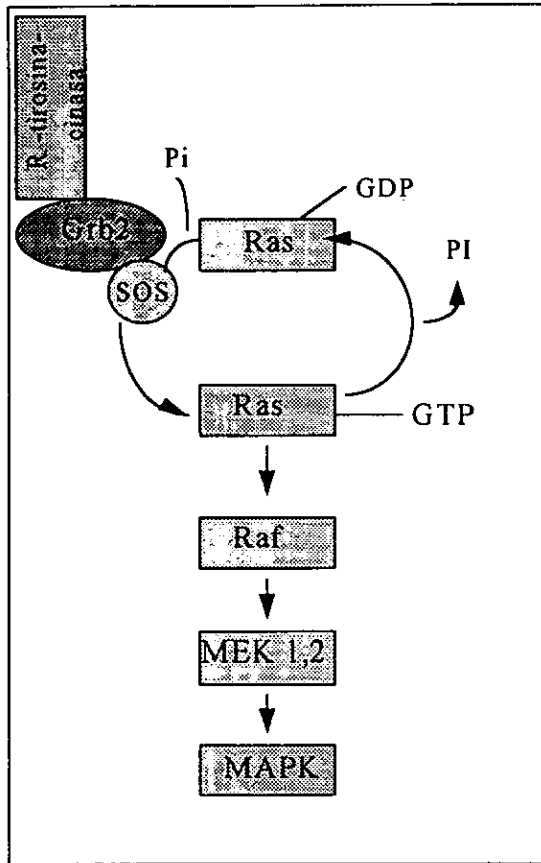 R.-tirosina-
cinasa
Grb2
SOS
Pi
GDP
Ras
PI
Ras
GTP
Raf
MEK 1,2
MAPK